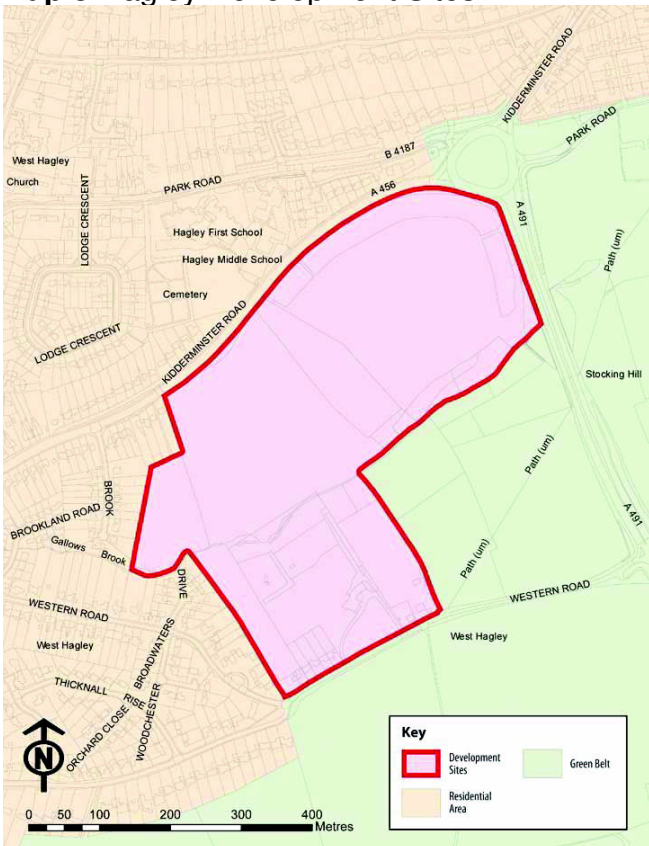 KIDDERMINSTER ROAD
PARK ROAD
B 4187
West Hagley
Church
PARK ROAD
A 456
LODGE CRESCENT
A 491
Hagley First School
Hagley Middle School
Path (um)
Cemetery
KIDDERMINSTER ROAD
LODGE CRESCENT
Stocking Hill
Path (um)
BROOK
BROOKLAND ROAD
A 491
Gallows Brook
Path (um)
DRIVE
WESTERN ROAD
WESTERN ROAD
West Hagley
West Hagley
BROADWATERS
THICKNALL RISE
ORCHARD CLOSE
WOODCHESTER
N
Key
Development
Sites
Green Belt
Residential
Area
0 50 100 200 300 400
Metres